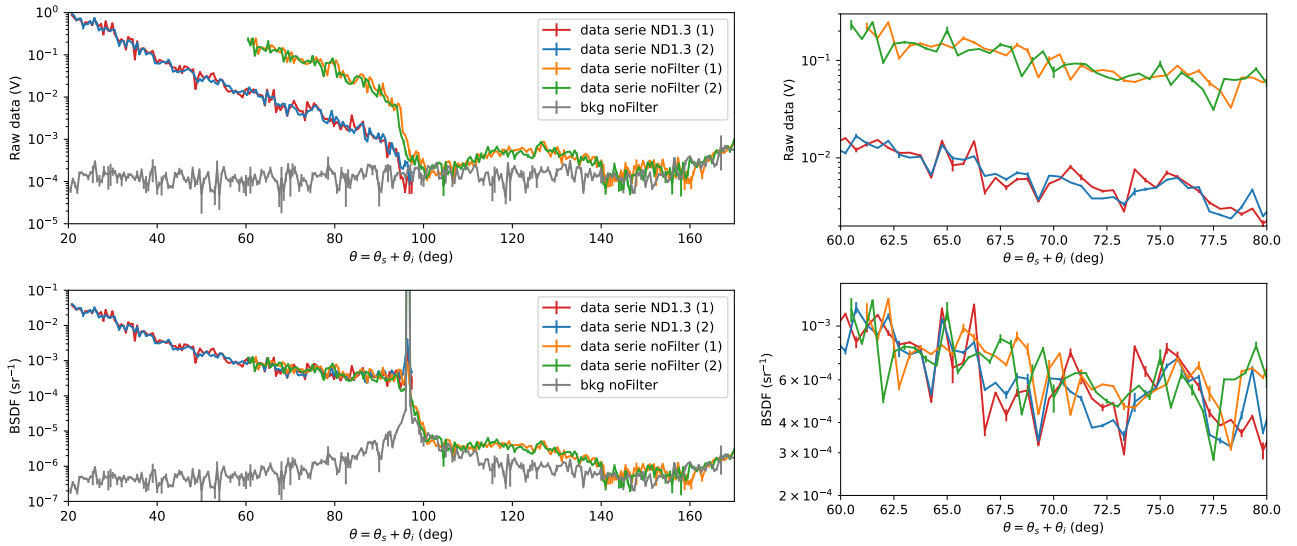 10⁰
10⁻¹
10⁻²
10⁻³
10⁻⁴
10⁻⁵
Raw data (V)
data serie ND1.3 (1)
data serie ND1.3 (2)
data serie noFilter (1)
data serie noFilter (2)
bkg noFilter
20 40 60 80 100 120 140 160
θ = θₛ + θᵢ (deg)
10⁻¹
10⁻²
Raw data (V)
60.0 62.5 65.0 67.5 70.0 72.5 75.0 77.5 80.0
θ = θₛ + θᵢ (deg)
10⁻¹
10⁻²
10⁻³
10⁻⁴
10⁻⁵
10⁻⁶
10⁻⁷
BSDF (sr⁻¹)
data serie ND1.3 (1)
data serie ND1.3 (2)
data serie noFilter (1)
data serie noFilter (2)
bkg noFilter
20 40 60 80 100 120 140 160
θ = θₛ + θᵢ (deg)
10⁻³
6 × 10⁻⁴
4 × 10⁻⁴
3 × 10⁻⁴
2 × 10⁻⁴
BSDF (sr⁻¹)
60.0 62.5 65.0 67.5 70.0 72.5 75.0 77.5 80.0
θ = θₛ + θᵢ (deg)